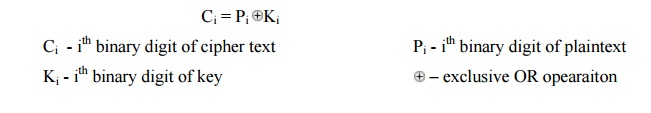 Cᵢ = Pᵢ ⊕Kᵢ
Cᵢ - iᵗʰ binary digit of cipher text Pᵢ - iᵗʰ binary digit of plaintext
Kᵢ - iᵗʰ binary digit of key ⊕ – exclusive OR opearaiton